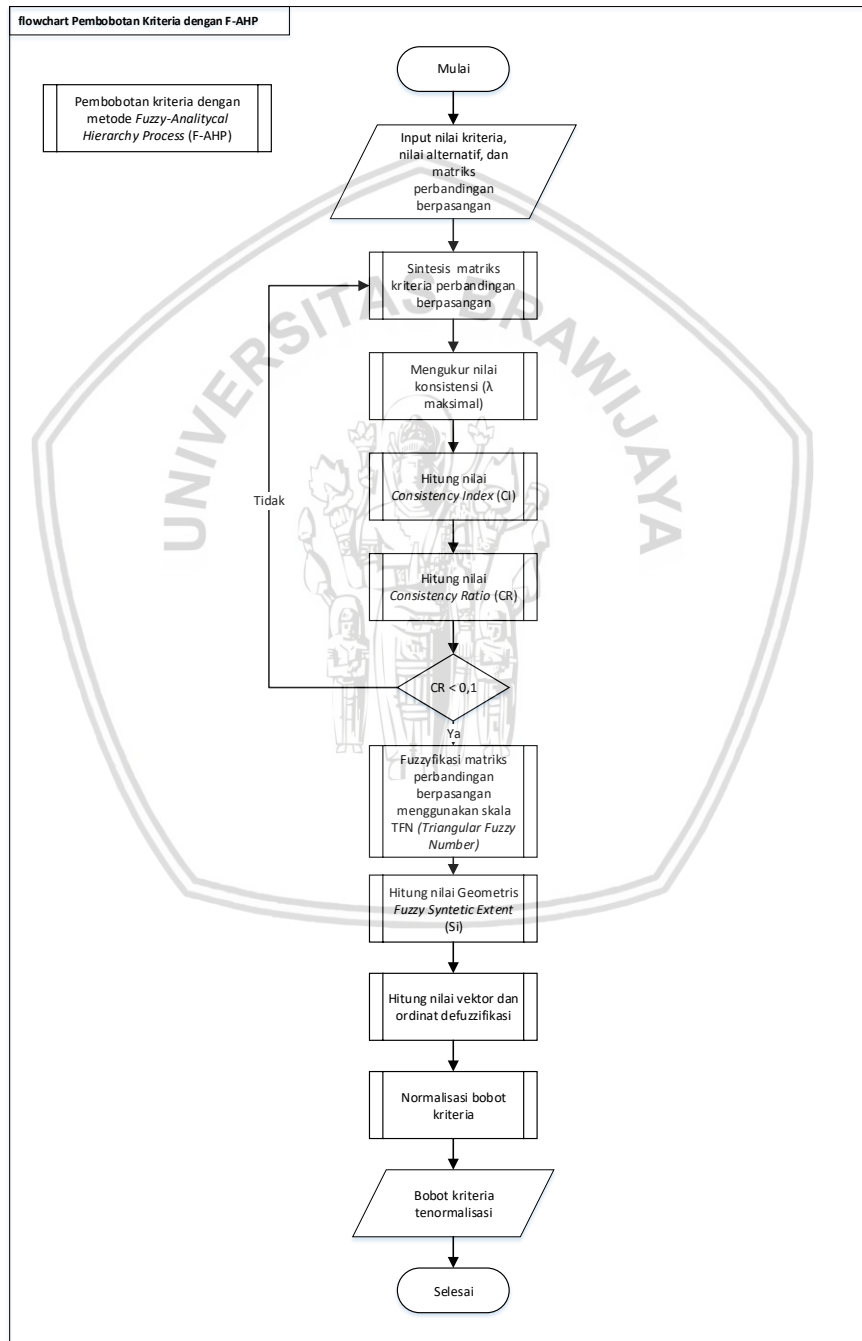 flowchart Pembobotan Kriteria dengan F-AHP
Mulai
Pembobotan kriteria dengan
metode Fuzzy-Analitycal
Hierarchy Process (F-AHP)
Input nilai kriteria,
nilai alternatif, dan
matriks
perbandingan
berpasangan
Sintesis matriks
kriteria perbandingan
berpasangan
UNIVERSITAS BRAWIJAYA
Mengukur nilai
konsistensi (λ
maksimal)
Hitung nilai
Consistency Index (CI)
Tidak
Hitung nilai
Consistency Ratio (CR)
CR < 0,1
Ya
Fuzzyfikasi matriks
perbandingan
berpasangan
menggunakan skala
TFN (Triangular Fuzzy
Number)
Hitung nilai Geometris
Fuzzy Syntetic Extent
(Si)
Hitung nilai vektor dan
ordinat defuzzifikasi
Normalisasi bobot
kriteria
Bobot kriteria
tenormalisasi
Selesai